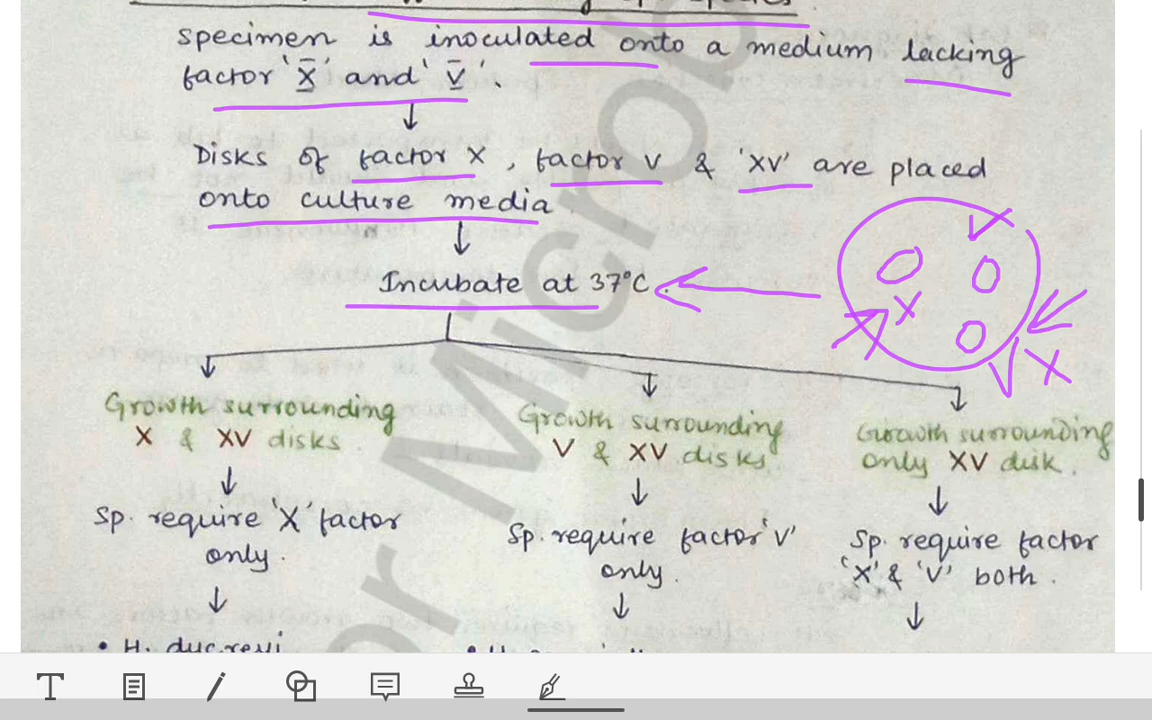 specimen is inoculated onto a medium lacking
factor 'X' and 'V'.
Disks of factor X, factor V & 'XV' are placed
onto culture media.
Incubate at 37°C.
V
X
V X
Growth surrounding
X & XV disks.
Growth surrounding
V & XV disks.
Growth surrounding
only XV disk.
Sp. require 'X' factor
only.
Sp. require factor 'V'
only.
Sp. require factor
'X' & 'V' both.
• H. ducreyi
or Microb
T